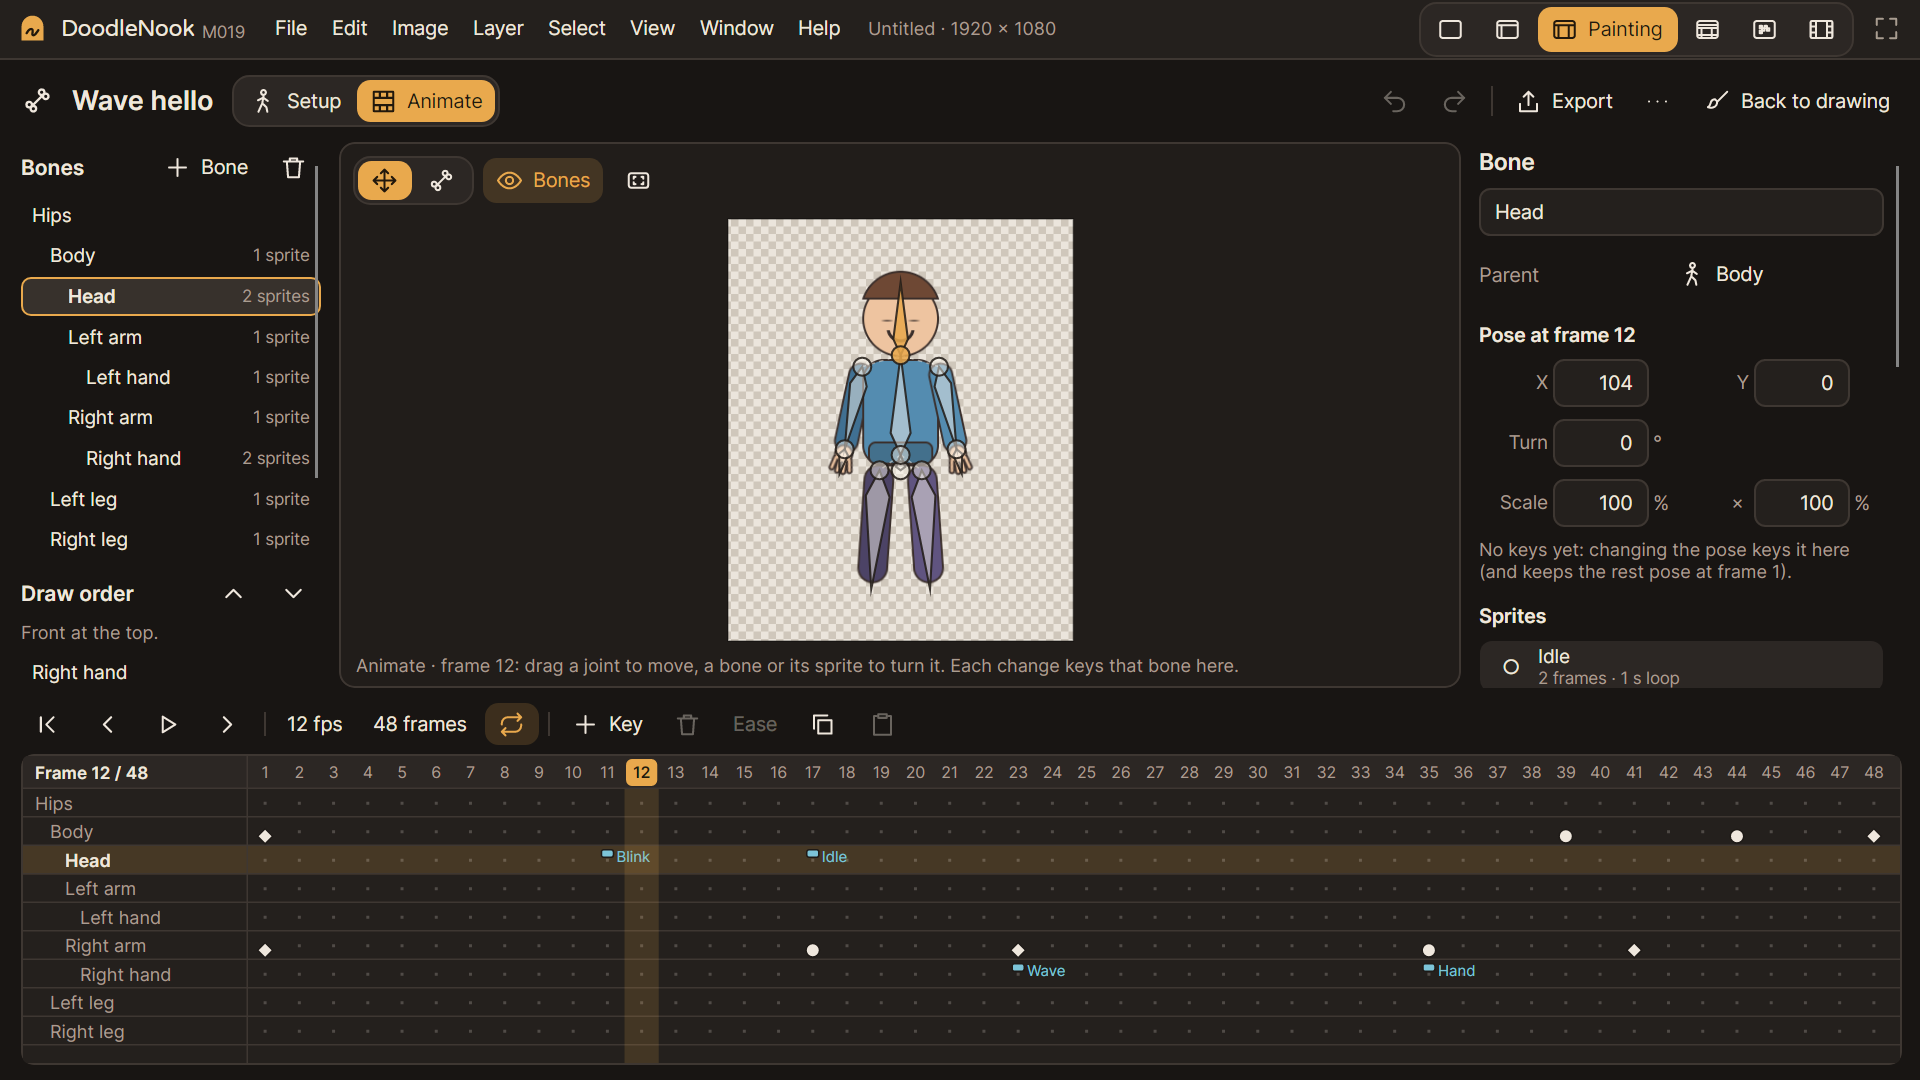 DoodleNook M019 File Edit Image Layer Select View Window Help Untitled · 1920 × 1080 Painting
Wave hello Setup Animate Export ··· Back to drawing
Bones + Bone
Hips
Body 1 sprite
Head 2 sprites
Left arm 1 sprite
Left hand 1 sprite
Right arm 1 sprite
Right hand 2 sprites
Left leg 1 sprite
Right leg 1 sprite
Draw order
Front at the top.
Right hand
Bones
Animate · frame 12: drag a joint to move, a bone or its sprite to turn it. Each change keys that bone here.
Bone
Head
Parent Body
Pose at frame 12
X 104 Y 0
Turn 0 °
Scale 100 % × 100 %
No keys yet: changing the pose keys it here
(and keeps the rest pose at frame 1).
Sprites
Idle
2 frames · 1 s loop
12 fps 48 frames + Key Ease
Frame 12 / 48 1 2 3 4 5 6 7 8 9 10 11 12 13 14 15 16 17 18 19 20 21 22 23 24 25 26 27 28 29 30 31 32 33 34 35 36 37 38 39 40 41 42 43 44 45 46 47 48
Hips
Body
Head Blink Idle
Left arm
Left hand
Right arm
Right hand Wave Hand
Left leg
Right leg